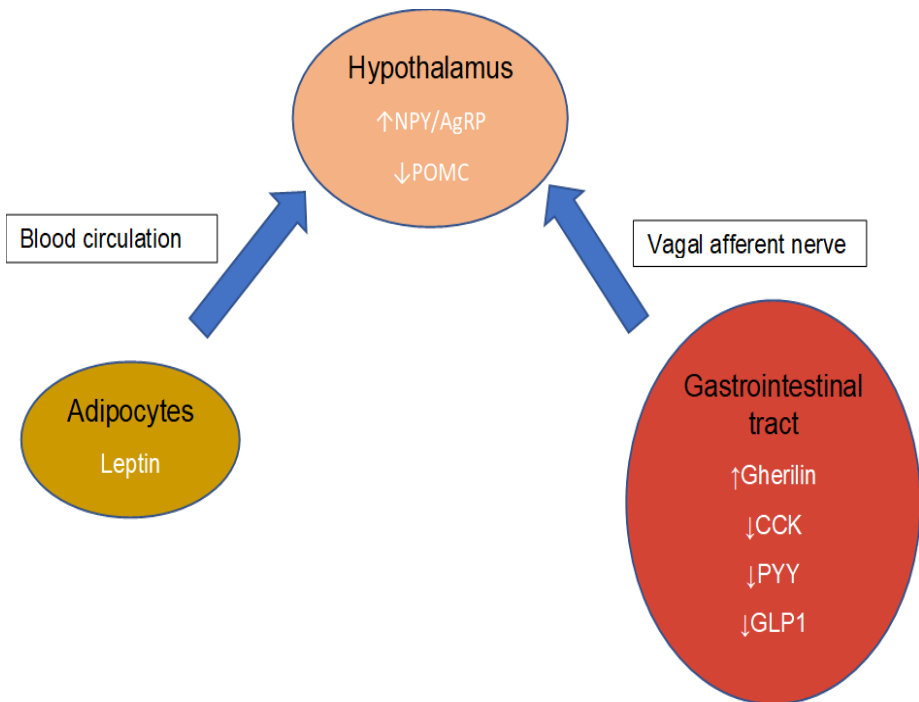 Hypothalamus
↑NPY/AgRP
↓POMC
Blood circulation
Vagal afferent nerve
Adipocytes
Leptin
Gastrointestinal
tract
↑Gherilin
↓CCK
↓PYY
↓GLP1